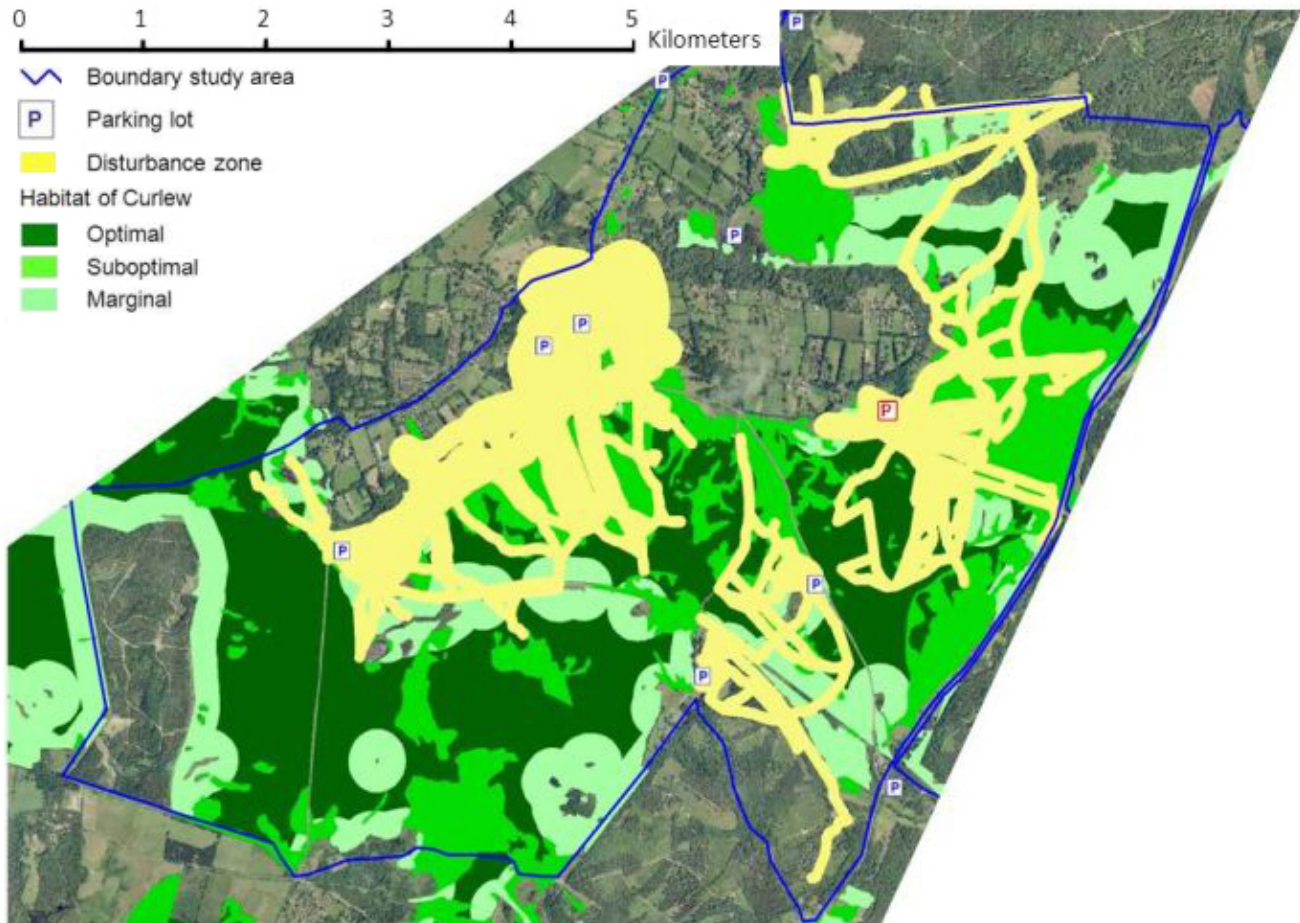 0 1 2 3 4 5
Kilometers
Boundary study area
P Parking lot
Disturbance zone
Habitat of Curlew
Optimal
Suboptimal
Marginal
P
P
P
P
P
P
P
P
P
P